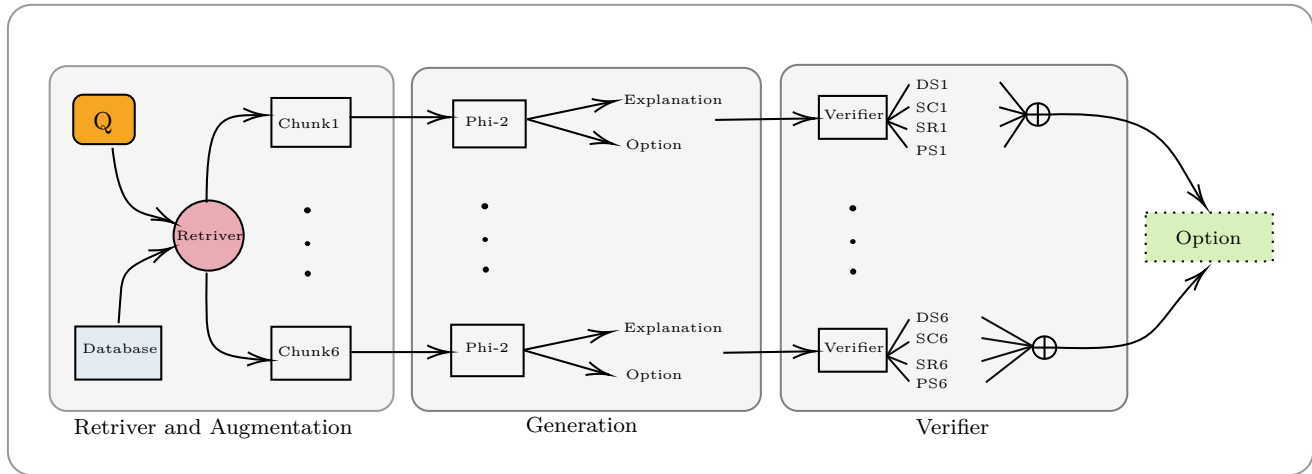 Q
Retriver
Database
Chunk1
Chunk6
Retriver and Augmentation
Phi-2
Explanation
Option
Phi-2
Explanation
Option
Generation
Verifier
DS1
SC1
SR1
PS1
Verifier
DS6
SC6
SR6
PS6
Verifier
Option